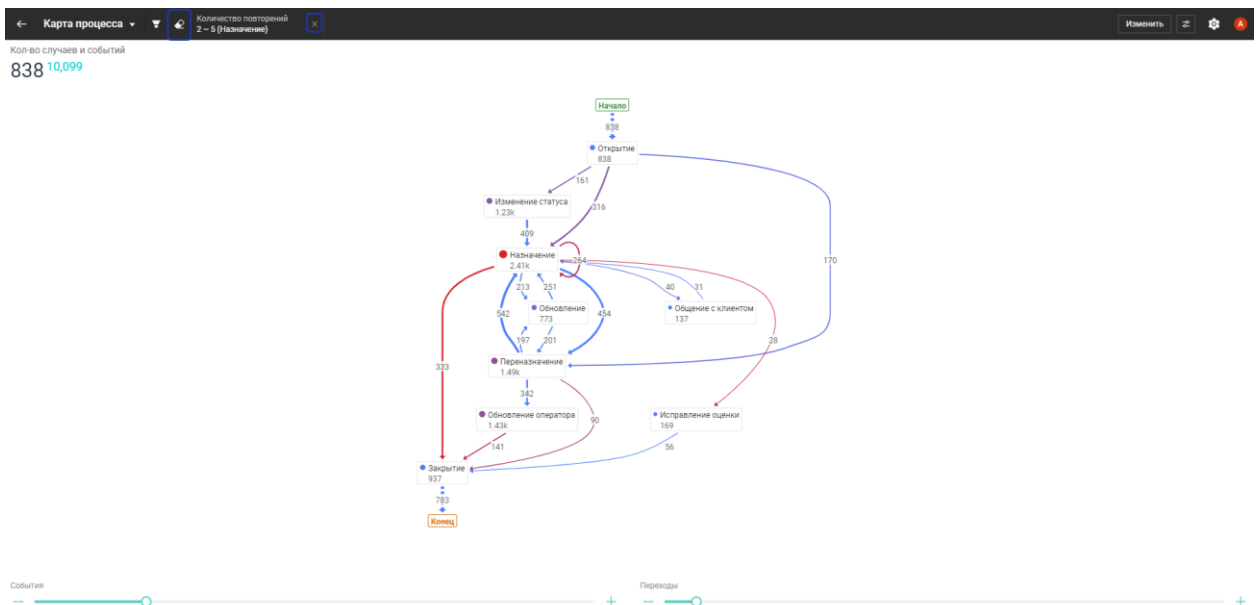 Карта процесса
Количество повторений
2 ~ 5 (Назначение)
Изменить
A
Кол-во случаев и событий
838 10,099
Начало
838
Открытие
838
161
Изменение статуса
1.23k
316
409
Назначение
2.41k
264
170
213 251
40 31
Обновление
773
Общение с клиентом
137
542
454
197 201
28
Переназначение
1.49k
333
342
Обновление оператора
1.43k
90
Исправление оценки
169
141
56
Закрытие
937
783
Конец
События
Переходы